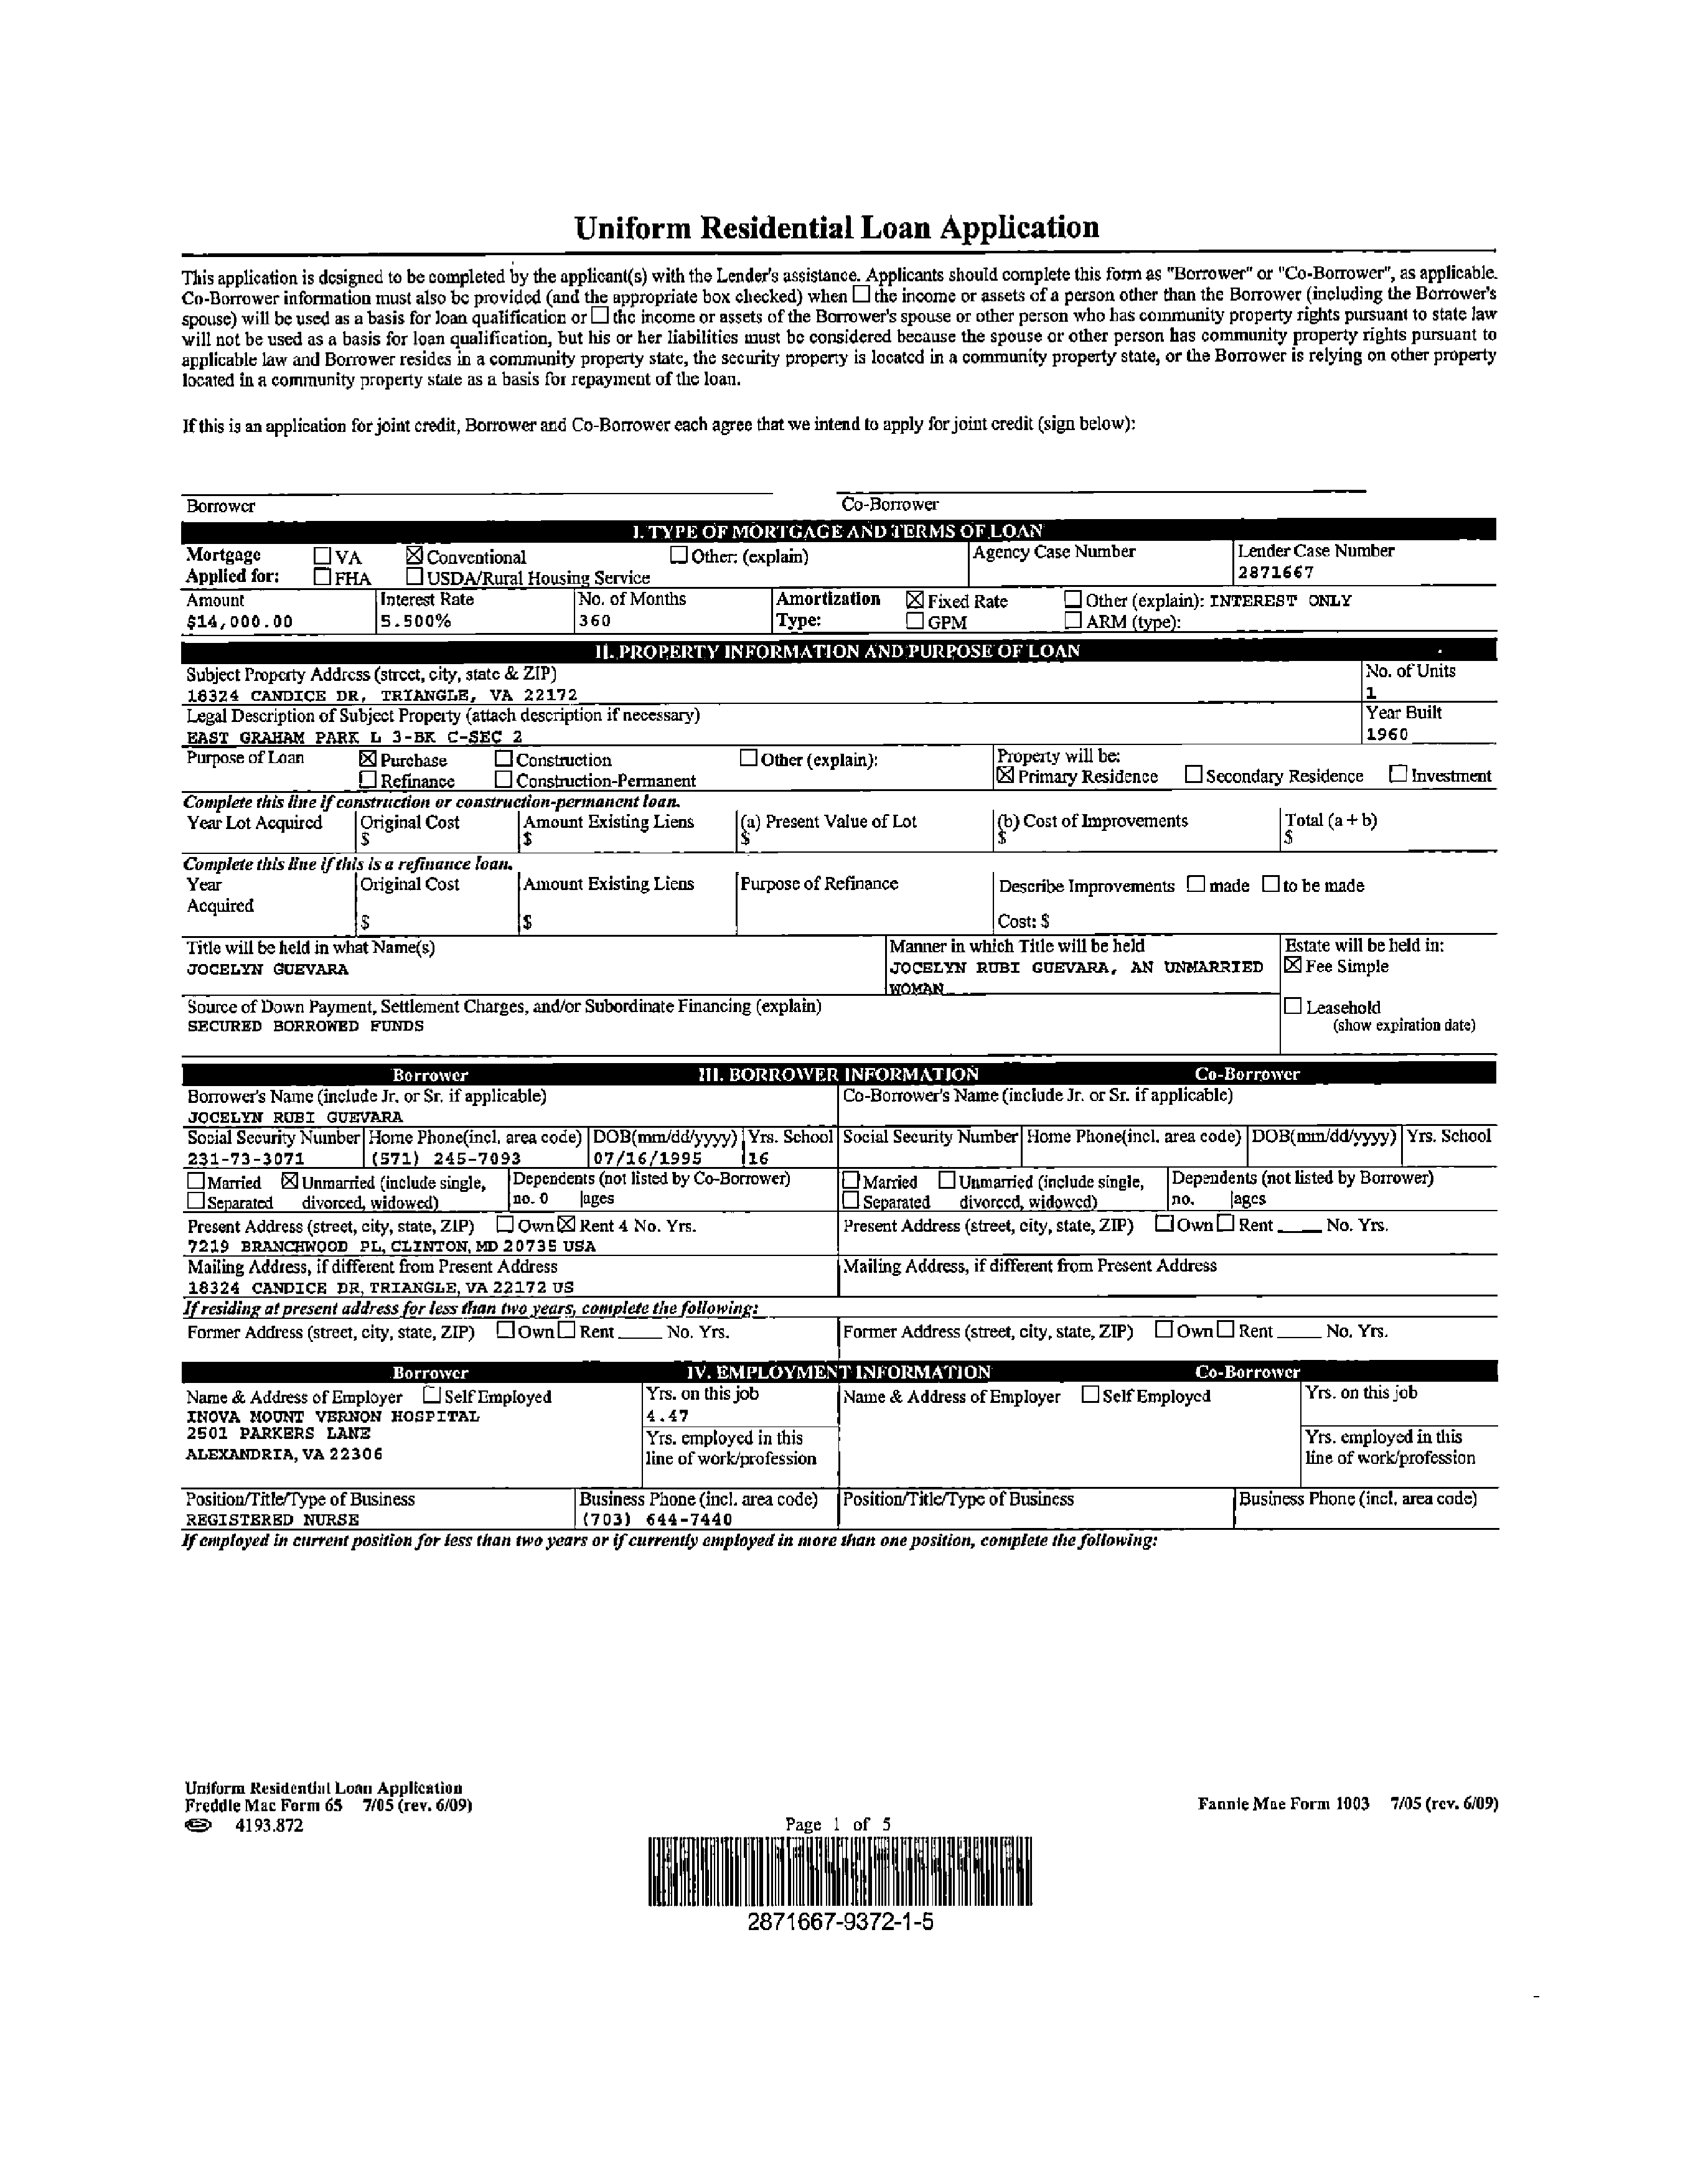 Uniform Residential Loan Application
This application is designed to be completed by the applicant(s) with the Lender's assistance. Applicants should complete this form as "Borrower" or "Co-Borrower", as applicable.
Co-Borrower information must also be provided (and the appropriate box checked) when ☐ the income or assets of a person other than the Borrower (including the Borrower's
spouse) will be used as a basis for loan qualification or ☐ the income or assets of the Borrower's spouse or other person who has community property rights pursuant to state law
will not be used as a basis for loan qualification, but his or her liabilities must be considered because the spouse or other person has community property rights pursuant to
applicable law and Borrower resides in a community property state, the security property is located in a community property state, or the Borrower is relying on other property
located in a community property state as a basis for repayment of the loan.
If this is an application for joint credit, Borrower and Co-Borrower each agree that we intend to apply for joint credit (sign below):
Borrower Co-Borrower
I. TYPE OF MORTGAGE AND TERMS OF LOAN
Mortgage ☐ VA ☒ Conventional ☐ Other: (explain) Agency Case Number Lender Case Number
Applied for: ☐ FHA ☐ USDA/Rural Housing Service 2871667
Amount Interest Rate No. of Months Amortization ☒ Fixed Rate ☐ Other (explain): INTEREST ONLY
$14,000.00 5.500% 360 Type: ☐ GPM ☐ ARM (type):
II. PROPERTY INFORMATION AND PURPOSE OF LOAN
Subject Property Address (street, city, state & ZIP) No. of Units
18324 CANDICE DR, TRIANGLE, VA 22172 1
Legal Description of Subject Property (attach description if necessary) Year Built
EAST GRAHAM PARK L 3-BK C-SEC 2 1960
Purpose of Loan ☒ Purchase ☐ Construction ☐ Other (explain): Property will be:
☐ Refinance ☐ Construction-Permanent ☒ Primary Residence ☐ Secondary Residence ☐ Investment
Complete this line if construction or construction-permanent loan.
Year Lot Acquired Original Cost Amount Existing Liens (a) Present Value of Lot (b) Cost of Improvements Total (a + b)
$ $ $ $ $
Complete this line if this is a refinance loan.
Year Original Cost Amount Existing Liens Purpose of Refinance Describe Improvements ☐ made ☐ to be made
Acquired
$ $ Cost: $
Title will be held in what Name(s) Manner in which Title will be held Estate will be held in:
JOCELYN GUEVARA JOCELYN RUBI GUEVARA, AN UNMARRIED ☒ Fee Simple
WOMAN
Source of Down Payment, Settlement Charges, and/or Subordinate Financing (explain) ☐ Leasehold
SECURED BORROWED FUNDS (show expiration date)
Borrower III. BORROWER INFORMATION Co-Borrower
Borrower's Name (include Jr. or Sr. if applicable) Co-Borrower's Name (include Jr. or Sr. if applicable)
JOCELYN RUBI GUEVARA
Social Security Number Home Phone(incl. area code) DOB(mm/dd/yyyy) Yrs. School Social Security Number Home Phone(incl. area code) DOB(mm/dd/yyyy) Yrs. School
231-73-3071 (571) 245-7093 07/16/1995 16
☐ Married ☒ Unmarried (include single, Dependents (not listed by Co-Borrower) ☐ Married ☐ Unmarried (include single, Dependents (not listed by Borrower)
☐ Separated divorced, widowed) no. 0 ages ☐ Separated divorced, widowed) no. ages
Present Address (street, city, state, ZIP) ☐ Own ☒ Rent 4 No. Yrs. Present Address (street, city, state, ZIP) ☐ Own ☐ Rent ____ No. Yrs.
7219 BRANCHWOOD PL, CLINTON, MD 20735 USA
Mailing Address, if different from Present Address Mailing Address, if different from Present Address
18324 CANDICE DR, TRIANGLE, VA 22172 US
If residing at present address for less than two years, complete the following:
Former Address (street, city, state, ZIP) ☐ Own ☐ Rent ____ No. Yrs. Former Address (street, city, state, ZIP) ☐ Own ☐ Rent ____ No. Yrs.
Borrower IV. EMPLOYMENT INFORMATION Co-Borrower
Name & Address of Employer ☐ Self Employed Yrs. on this job Name & Address of Employer ☐ Self Employed Yrs. on this job
INOVA MOUNT VERNON HOSPITAL 4.47
2501 PARKERS LANE Yrs. employed in this Yrs. employed in this
ALEXANDRIA, VA 22306 line of work/profession line of work/profession
Position/Title/Type of Business Business Phone (incl. area code) Position/Title/Type of Business Business Phone (incl. area code)
REGISTERED NURSE (703) 644-7440
If employed in current position for less than two years or if currently employed in more than one position, complete the following:
Uniform Residential Loan Application
Freddie Mac Form 65 7/05 (rev. 6/09) Fannie Mae Form 1003 7/05 (rev. 6/09)
4193.872 Page 1 of 5
2871667-9372-1-5